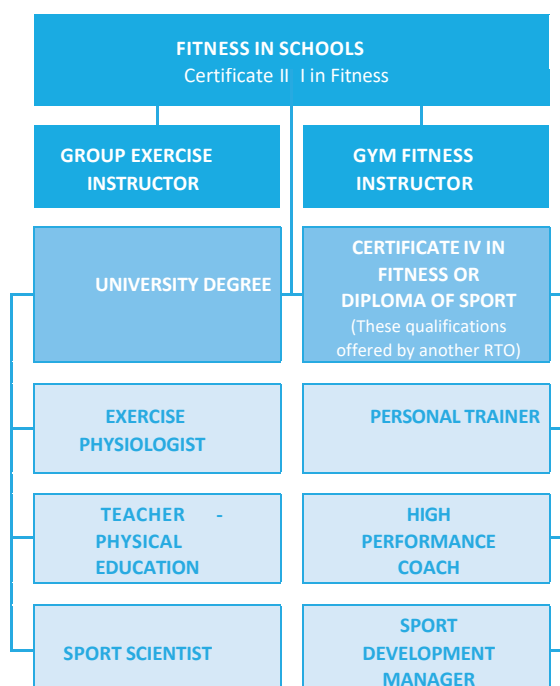 FITNESS IN SCHOOLS
Certificate II I in Fitness
GROUP EXERCISE
INSTRUCTOR
GYM FITNESS
INSTRUCTOR
UNIVERSITY DEGREE
CERTIFICATE IV IN
FITNESS OR
DIPLOMA OF SPORT
(These qualifications
offered by another RTO)
EXERCISE
PHYSIOLOGIST
PERSONAL TRAINER
TEACHER -
PHYSICAL
EDUCATION
HIGH
PERFORMANCE
COACH
SPORT SCIENTIST
SPORT
DEVELOPMENT
MANAGER